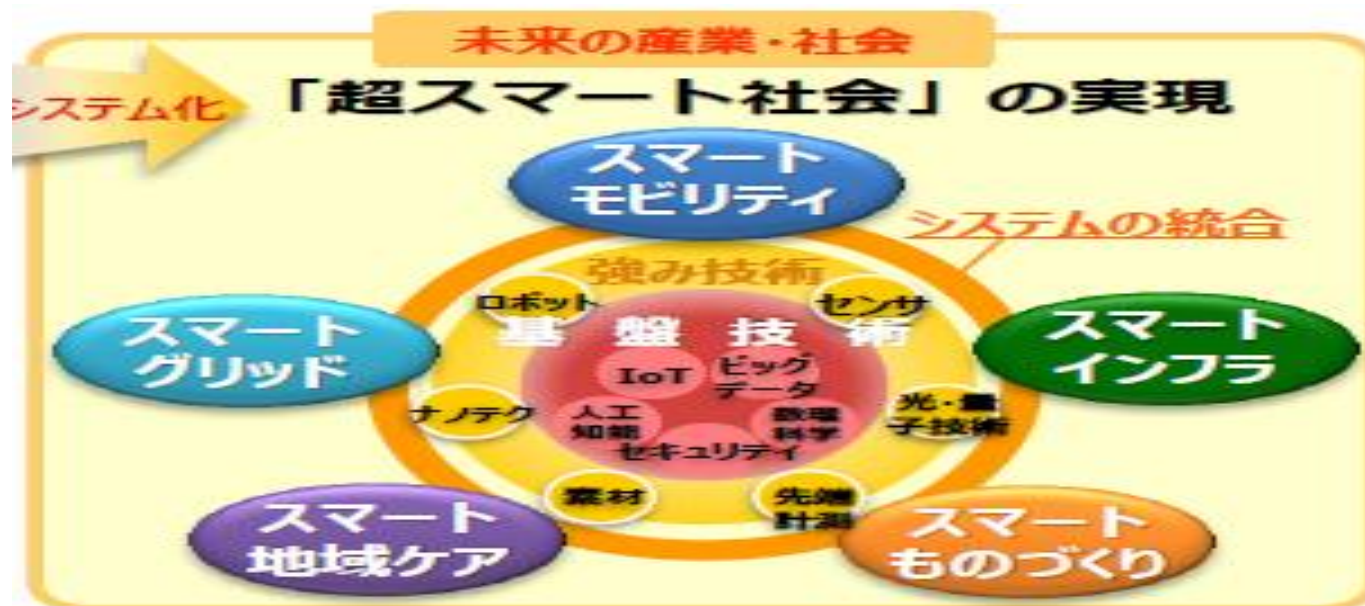 未来の産業・社会
システム化
「超スマート社会」の実現
スマート
モビリティ
システムの統合
強み技術
ロボット
センサ
基盤技術
スマート
グリッド
スマート
インフラ
IoT
ビッグ
データ
ナノテク
人工
知能
数理
科学
光・量
子技術
セキュリティ
素材
先端
計測
スマート
地域ケア
スマート
ものづくり